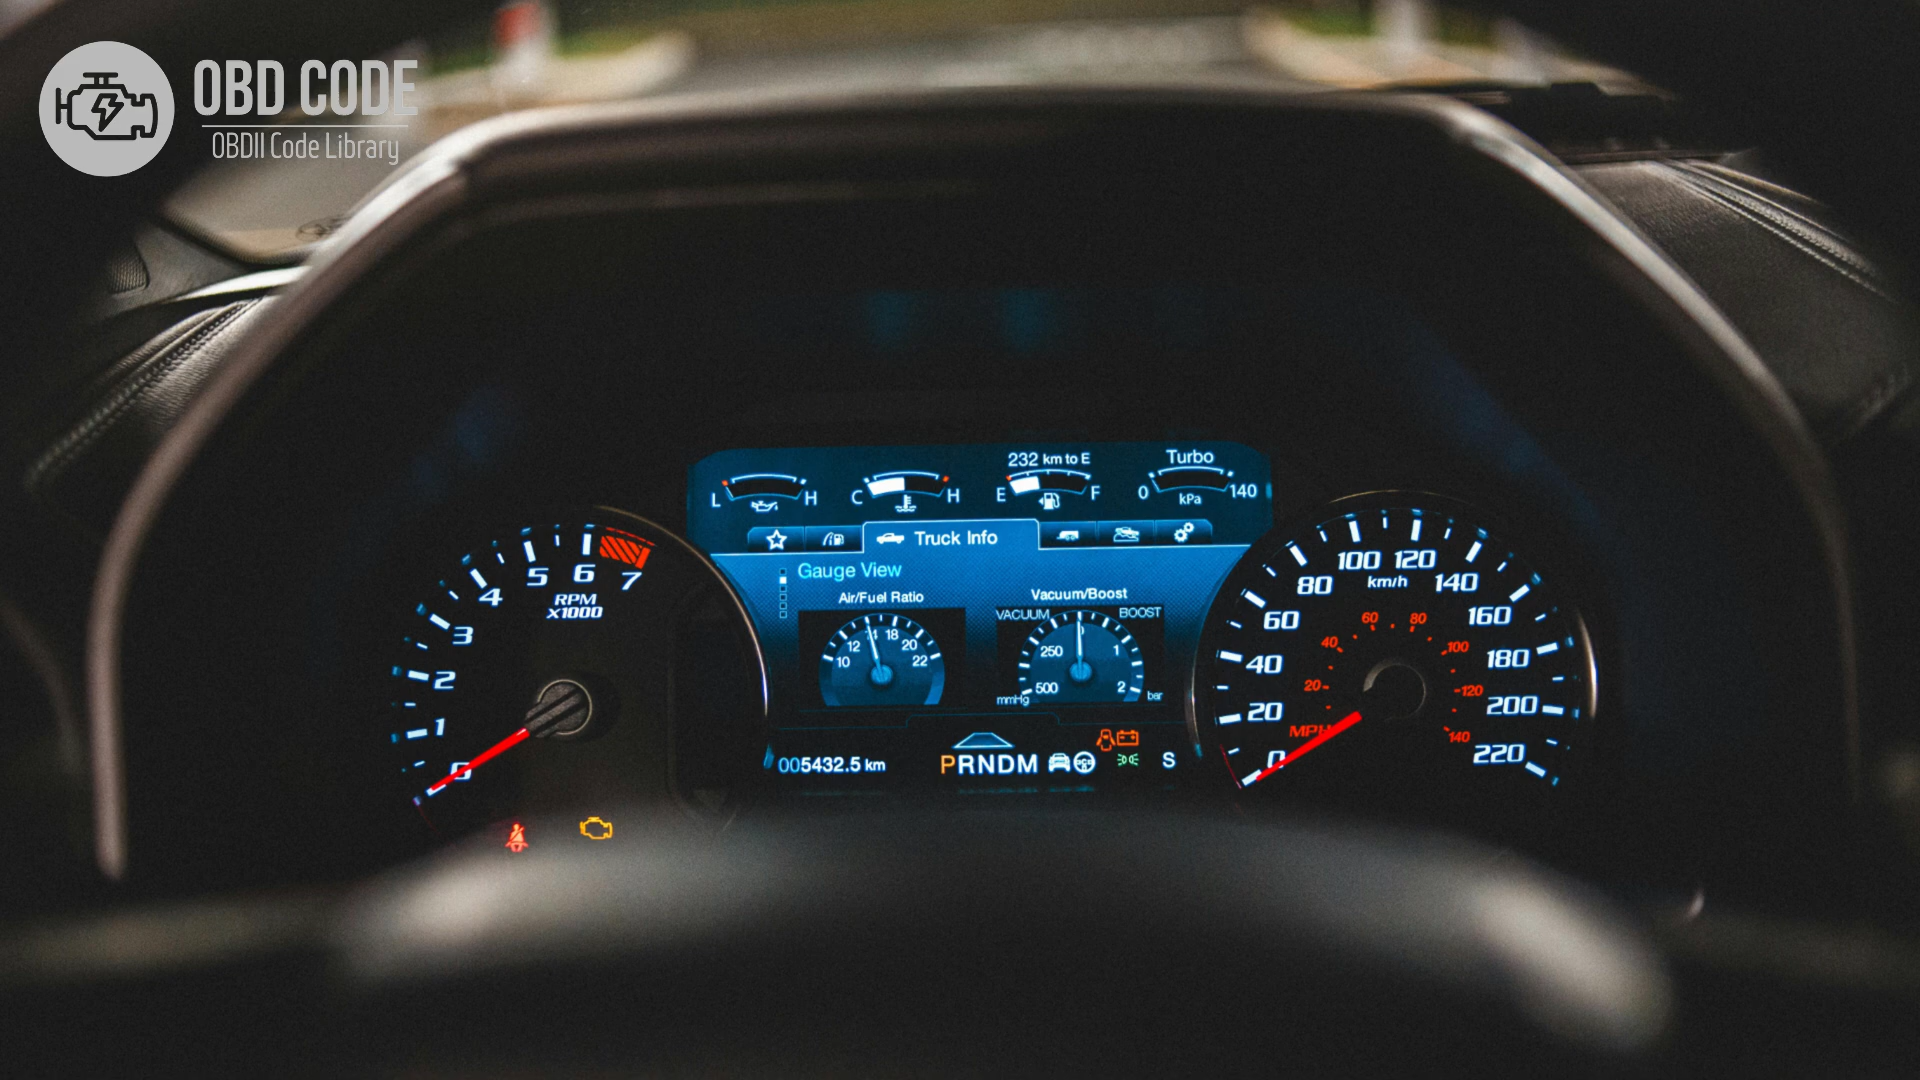 OBD CODE
OBDII Code Library
232 km to E
Turbo
L H C H E F 0 140
kPa
Truck Info
Gauge View
Air/Fuel Ratio
10 12 14 18 20 22
Vacuum/Boost
VACUUM BOOST
500 250 0 1 2
mmHg bar
0 1 2 3 4 5 6 7
RPM
X1000
0 20 40 60 80 100 120 140 160 180 200 220
km/h
20 40 60 80 100 120 140
MPH
005432.5 km
PRNDM
S